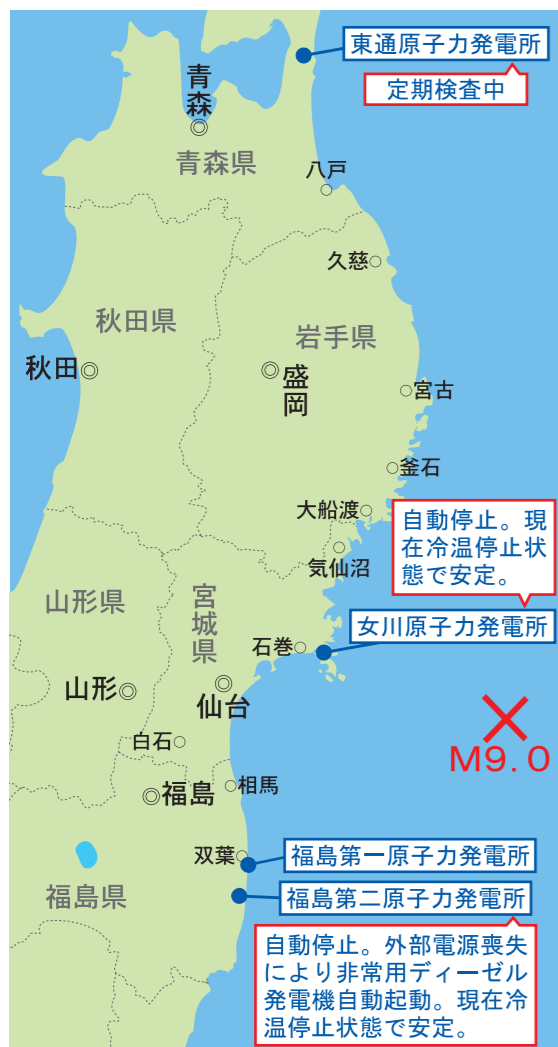 東通原子力発電所
定期検査中
青森
青森県
八戸
久慈
秋田県
岩手県
秋田
盛岡
宮古
釜石
大船渡
自動停止。現
在冷温停止状
態で安定。
気仙沼
山形県
宮城県
女川原子力発電所
石巻
山形
仙台
白石
M9.0
相馬
福島
双葉
福島第一原子力発電所
福島県
福島第二原子力発電所
自動停止。外部電源喪失
により非常用ディーゼル
発電機自動起動。現在冷
温停止状態で安定。